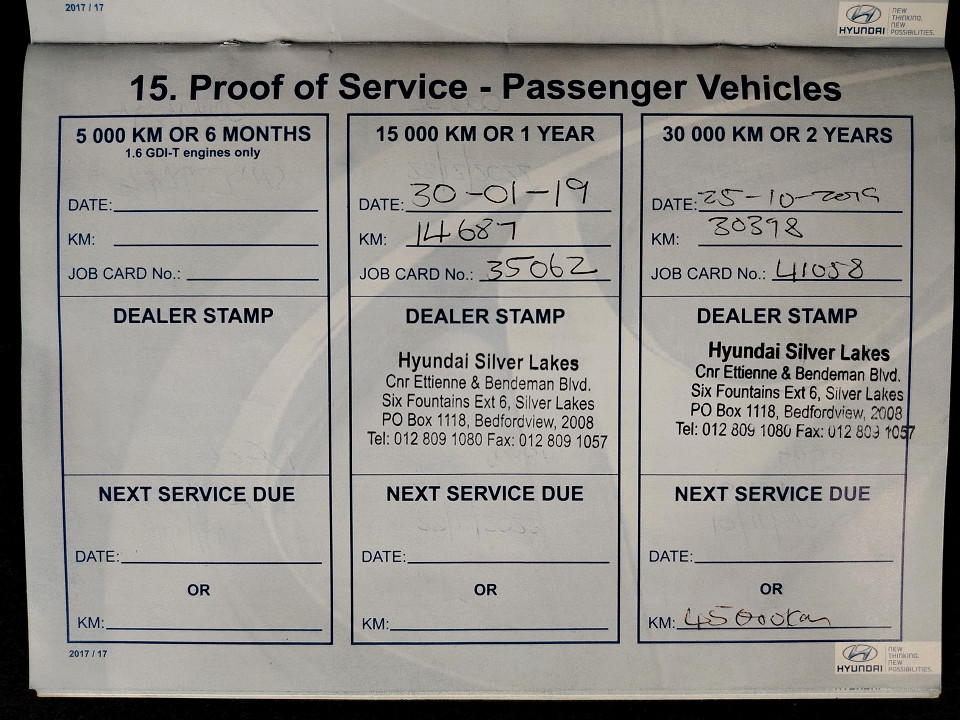 2017 / 17
HYUNDAI
NEW
THINKING.
NEW
POSSIBILITIES.
15. Proof of Service - Passenger Vehicles
5 000 KM OR 6 MONTHS
1.6 GDI-T engines only
DATE:
KM:
JOB CARD No.:
DEALER STAMP
NEXT SERVICE DUE
DATE:
OR
KM:
15 000 KM OR 1 YEAR
DATE: 30-01-19
KM: 14687
JOB CARD No.: 35062
DEALER STAMP
Hyundai Silver Lakes
Cnr Ettienne & Bendeman Blvd.
Six Fountains Ext 6, Silver Lakes
PO Box 1118, Bedfordview, 2008
Tel: 012 809 1080 Fax: 012 809 1057
NEXT SERVICE DUE
DATE:
OR
KM:
30 000 KM OR 2 YEARS
DATE: 25-10-2019
KM: 30398
JOB CARD No.: 41058
DEALER STAMP
Hyundai Silver Lakes
Cnr Ettienne & Bendeman Blvd.
Six Fountains Ext 6, Silver Lakes
PO Box 1118, Bedfordview, 2008
Tel: 012 809 1080 Fax: 012 809 1057
NEXT SERVICE DUE
DATE:
OR
KM: 45000km
2017 / 17
HYUNDAI
NEW
THINKING.
NEW
POSSIBILITIES.